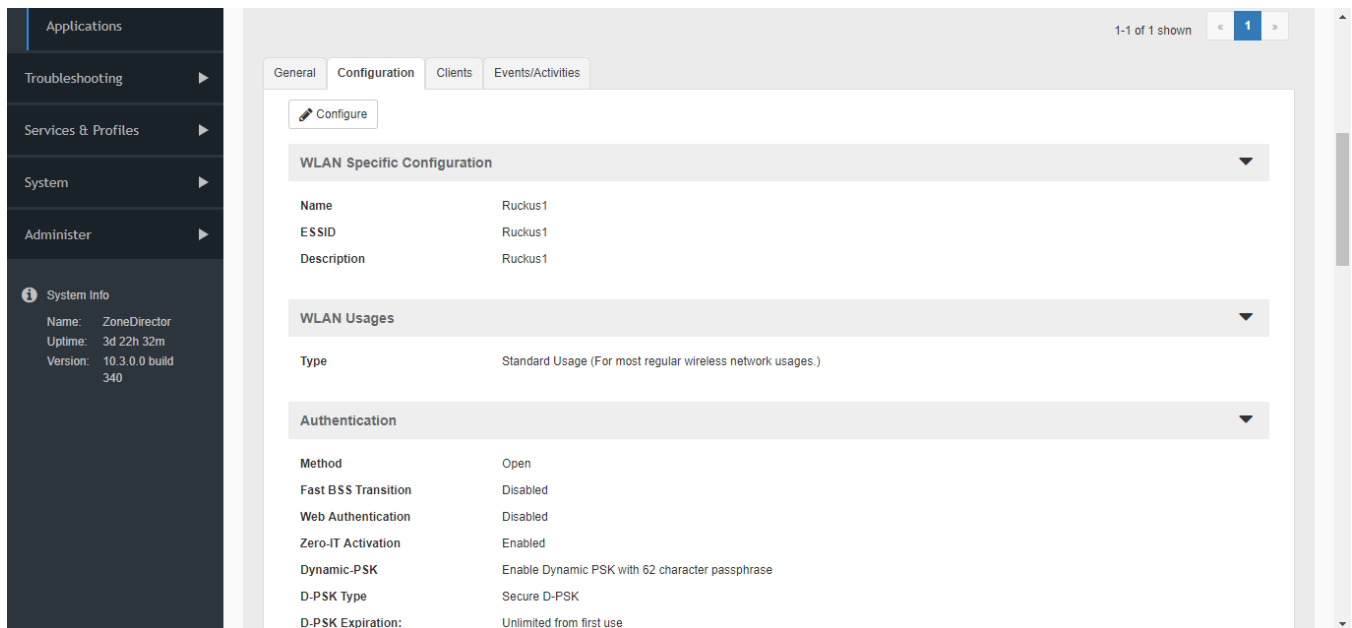 Applications
Troubleshooting
Services & Profiles
System
Administer
System Info
Name: ZoneDirector
Uptime: 3d 22h 32m
Version: 10.3.0.0 build
340
1-1 of 1 shown « 1 »
General Configuration Clients Events/Activities
Configure
WLAN Specific Configuration
Name Ruckus1
ESSID Ruckus1
Description Ruckus1
WLAN Usages
Type Standard Usage (For most regular wireless network usages.)
Authentication
Method Open
Fast BSS Transition Disabled
Web Authentication Disabled
Zero-IT Activation Enabled
Dynamic-PSK Enable Dynamic PSK with 62 character passphrase
D-PSK Type Secure D-PSK
D-PSK Expiration: Unlimited from first use